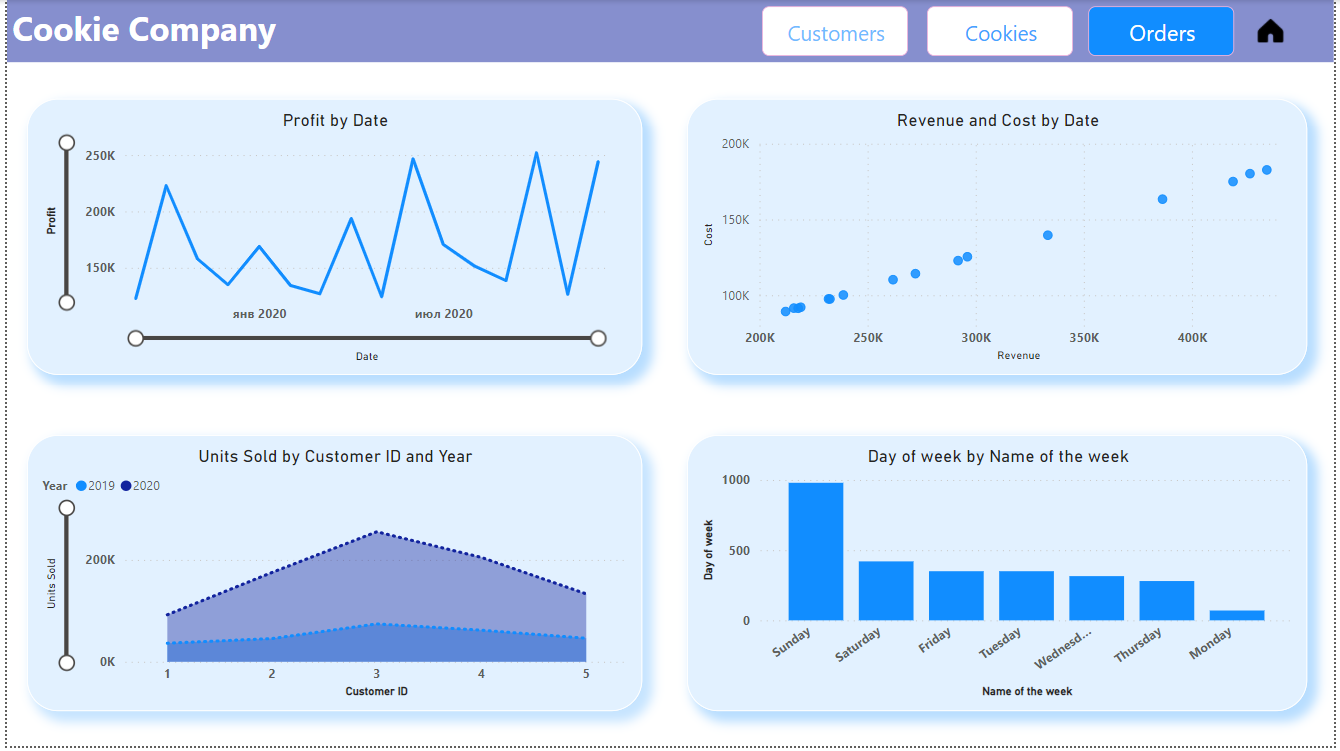 Cookie Company
Customers
Cookies
Orders
Profit by Date
Profit
250K
200K
150K
янв 2020
июл 2020
Date
Revenue and Cost by Date
Cost
200K
150K
100K
200K
250K
300K
350K
400K
Revenue
Units Sold by Customer ID and Year
Year 2019 2020
Units Sold
200K
0K
1
2
3
4
5
Customer ID
Day of week by Name of the week
Day of week
1000
500
0
Sunday
Saturday
Friday
Tuesday
Wednesd...
Thursday
Monday
Name of the week